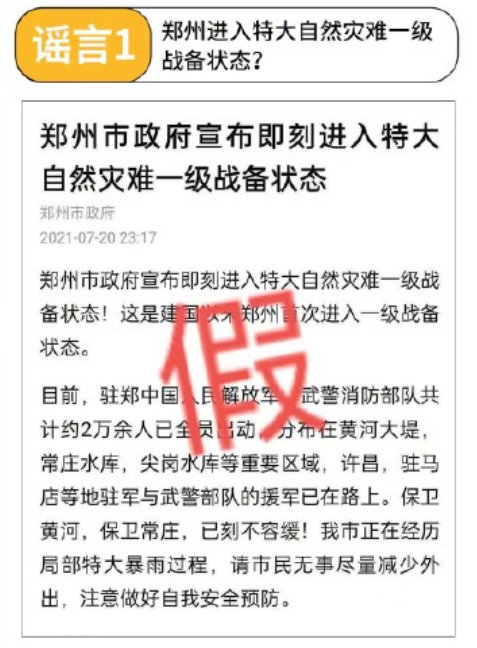 谣言1
郑州进入特大自然灾难一级
战备状态?
郑州市政府宣布即刻进入特大
自然灾难一级战备状态
郑州市政府
2021-07-20 23:17
郑州市政府宣布即刻进入特大自然灾难一级战
备状态！这是建国以来郑州首次进入一级战备
状态。
目前，驻郑中国人民解放军，武警消防部队共
计约2万余人已全员出动，分布在黄河大堤，
常庄水库，尖岗水库等重要区域，许昌，驻马
店等地驻军与武警部队的援军已在路上。保卫
黄河，保卫常庄，已刻不容缓！我市正在经历
局部特大暴雨过程，请市民无事尽量减少外
出，注意做好自我安全预防。
假